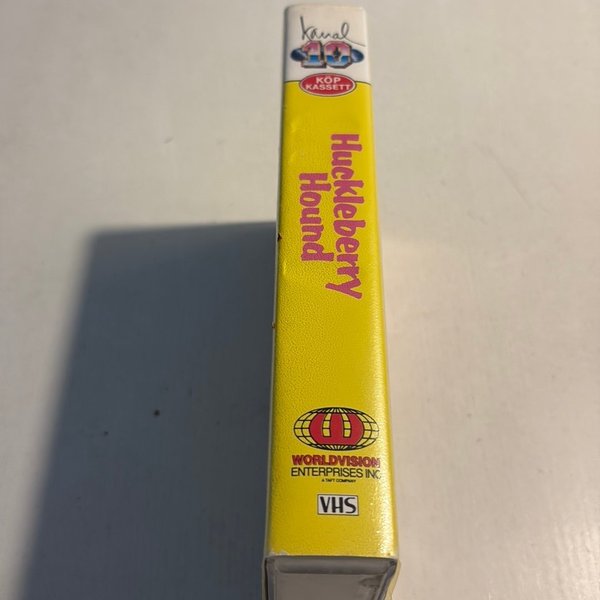 Kanal
10
KÖP
KASSETT
Huckleberry
Hound
WORLDVISION
ENTERPRISES INC
A TAFT COMPANY
VHS